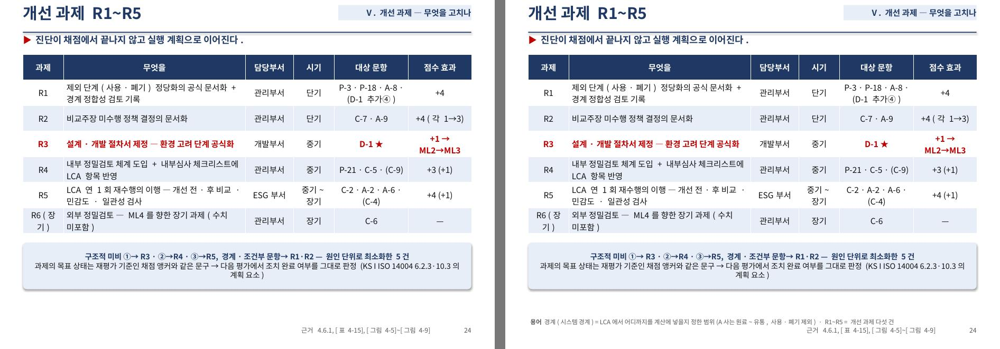 개선 과제 R1~R5
Ⅴ. 개선 과제 — 무엇을 고치나
▶ 진단이 채점에서 끝나지 않고 실행 계획으로 이어진다 .
과제 무엇을 담당부서 시기 대상 문항 점수 효과
R1 제외 단계 ( 사용 · 폐기 ) 정당화의 공식 문서화 + 경계 정합성 검토 기록 관리부서 단기 P-3 · P-18 · A-8 · (D-1 추가④ ) +4
R2 비교주장 미수행 정책 결정의 문서화 관리부서 단기 C-7 · A-9 +4 ( 각 1→3)
R3 설계 · 개발 절차서 제정 — 환경 고려 단계 공식화 개발부서 중기 D-1 ★ +1 → ML2→ML3
R4 내부 정밀검토 체계 도입 + 내부심사 체크리스트에 LCA 항목 반영 관리부서 중기 P-21 · C-5 · (C-9) +3 (+1)
R5 LCA 연 1 회 재수행의 이행 — 개선 전 · 후 비교 · 민감도 · 일관성 검사 ESG 부서 중기 ~ 장기 C-2 · A-2 · A-6 · (C-4) +4 (+1)
R6 ( 장기 ) 외부 정밀검토 — ML4 를 향한 장기 과제 ( 수치 미포함 ) 관리부서 장기 C-6 —
구조적 미비 ①→ R3 · ②→R4 · ③→R5, 경계 · 조건부 문항→ R1·R2 — 원인 단위로 최소화한 5 건
과제의 목표 상태는 재평가 기준인 채점 앵커와 같은 문구 → 다음 평가에서 조치 완료 여부를 그대로 판정 (KS I ISO 14004 6.2.3·10.3 의
계획 요소 )
근거 4.6.1, [ 표 4-15], [ 그림 4-5]~[ 그림 4-9] 24
개선 과제 R1~R5
Ⅴ. 개선 과제 — 무엇을 고치나
▶ 진단이 채점에서 끝나지 않고 실행 계획으로 이어진다 .
과제 무엇을 담당부서 시기 대상 문항 점수 효과
R1 제외 단계 ( 사용 · 폐기 ) 정당화의 공식 문서화 + 경계 정합성 검토 기록 관리부서 단기 P-3 · P-18 · A-8 · (D-1 추가④ ) +4
R2 비교주장 미수행 정책 결정의 문서화 관리부서 단기 C-7 · A-9 +4 ( 각 1→3)
R3 설계 · 개발 절차서 제정 — 환경 고려 단계 공식화 개발부서 중기 D-1 ★ +1 → ML2→ML3
R4 내부 정밀검토 체계 도입 + 내부심사 체크리스트에 LCA 항목 반영 관리부서 중기 P-21 · C-5 · (C-9) +3 (+1)
R5 LCA 연 1 회 재수행의 이행 — 개선 전 · 후 비교 · 민감도 · 일관성 검사 ESG 부서 중기 ~ 장기 C-2 · A-2 · A-6 · (C-4) +4 (+1)
R6 ( 장기 ) 외부 정밀검토 — ML4 를 향한 장기 과제 ( 수치 미포함 ) 관리부서 장기 C-6 —
구조적 미비 ①→ R3 · ②→R4 · ③→R5, 경계 · 조건부 문항→ R1·R2 — 원인 단위로 최소화한 5 건
과제의 목표 상태는 재평가 기준인 채점 앵커와 같은 문구 → 다음 평가에서 조치 완료 여부를 그대로 판정 (KS I ISO 14004 6.2.3·10.3 의
계획 요소 )
용어 경계 ( 시스템 경계 ) = LCA 에서 어디까지를 계산에 넣을지 정한 범위 (A 사는 원료 ~ 유통 , 사용 · 폐기 제외 ) · R1~R5 = 개선 과제 다섯 건
근거 4.6.1, [ 표 4-15], [ 그림 4-5]~[ 그림 4-9] 24